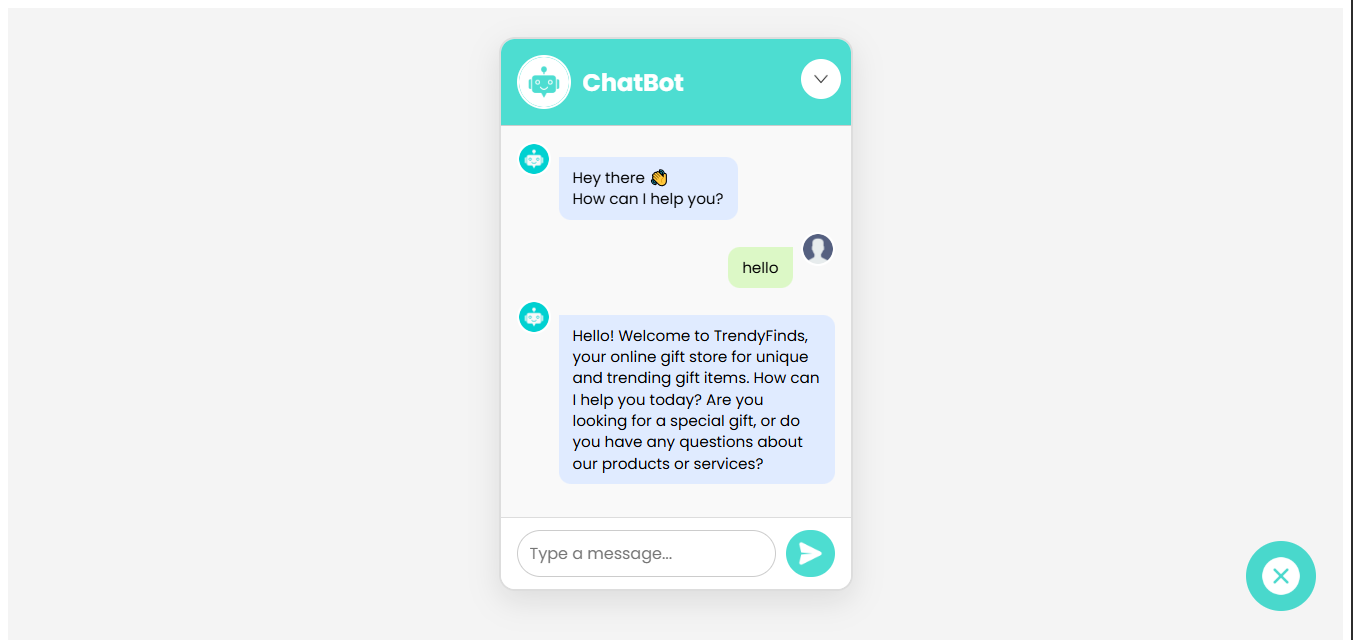 ChatBot
Hey there 👋
How can I help you?
hello
Hello! Welcome to TrendyFinds,
your online gift store for unique
and trending gift items. How can
I help you today? Are you
looking for a special gift, or do
you have any questions about
our products or services?
Type a message...